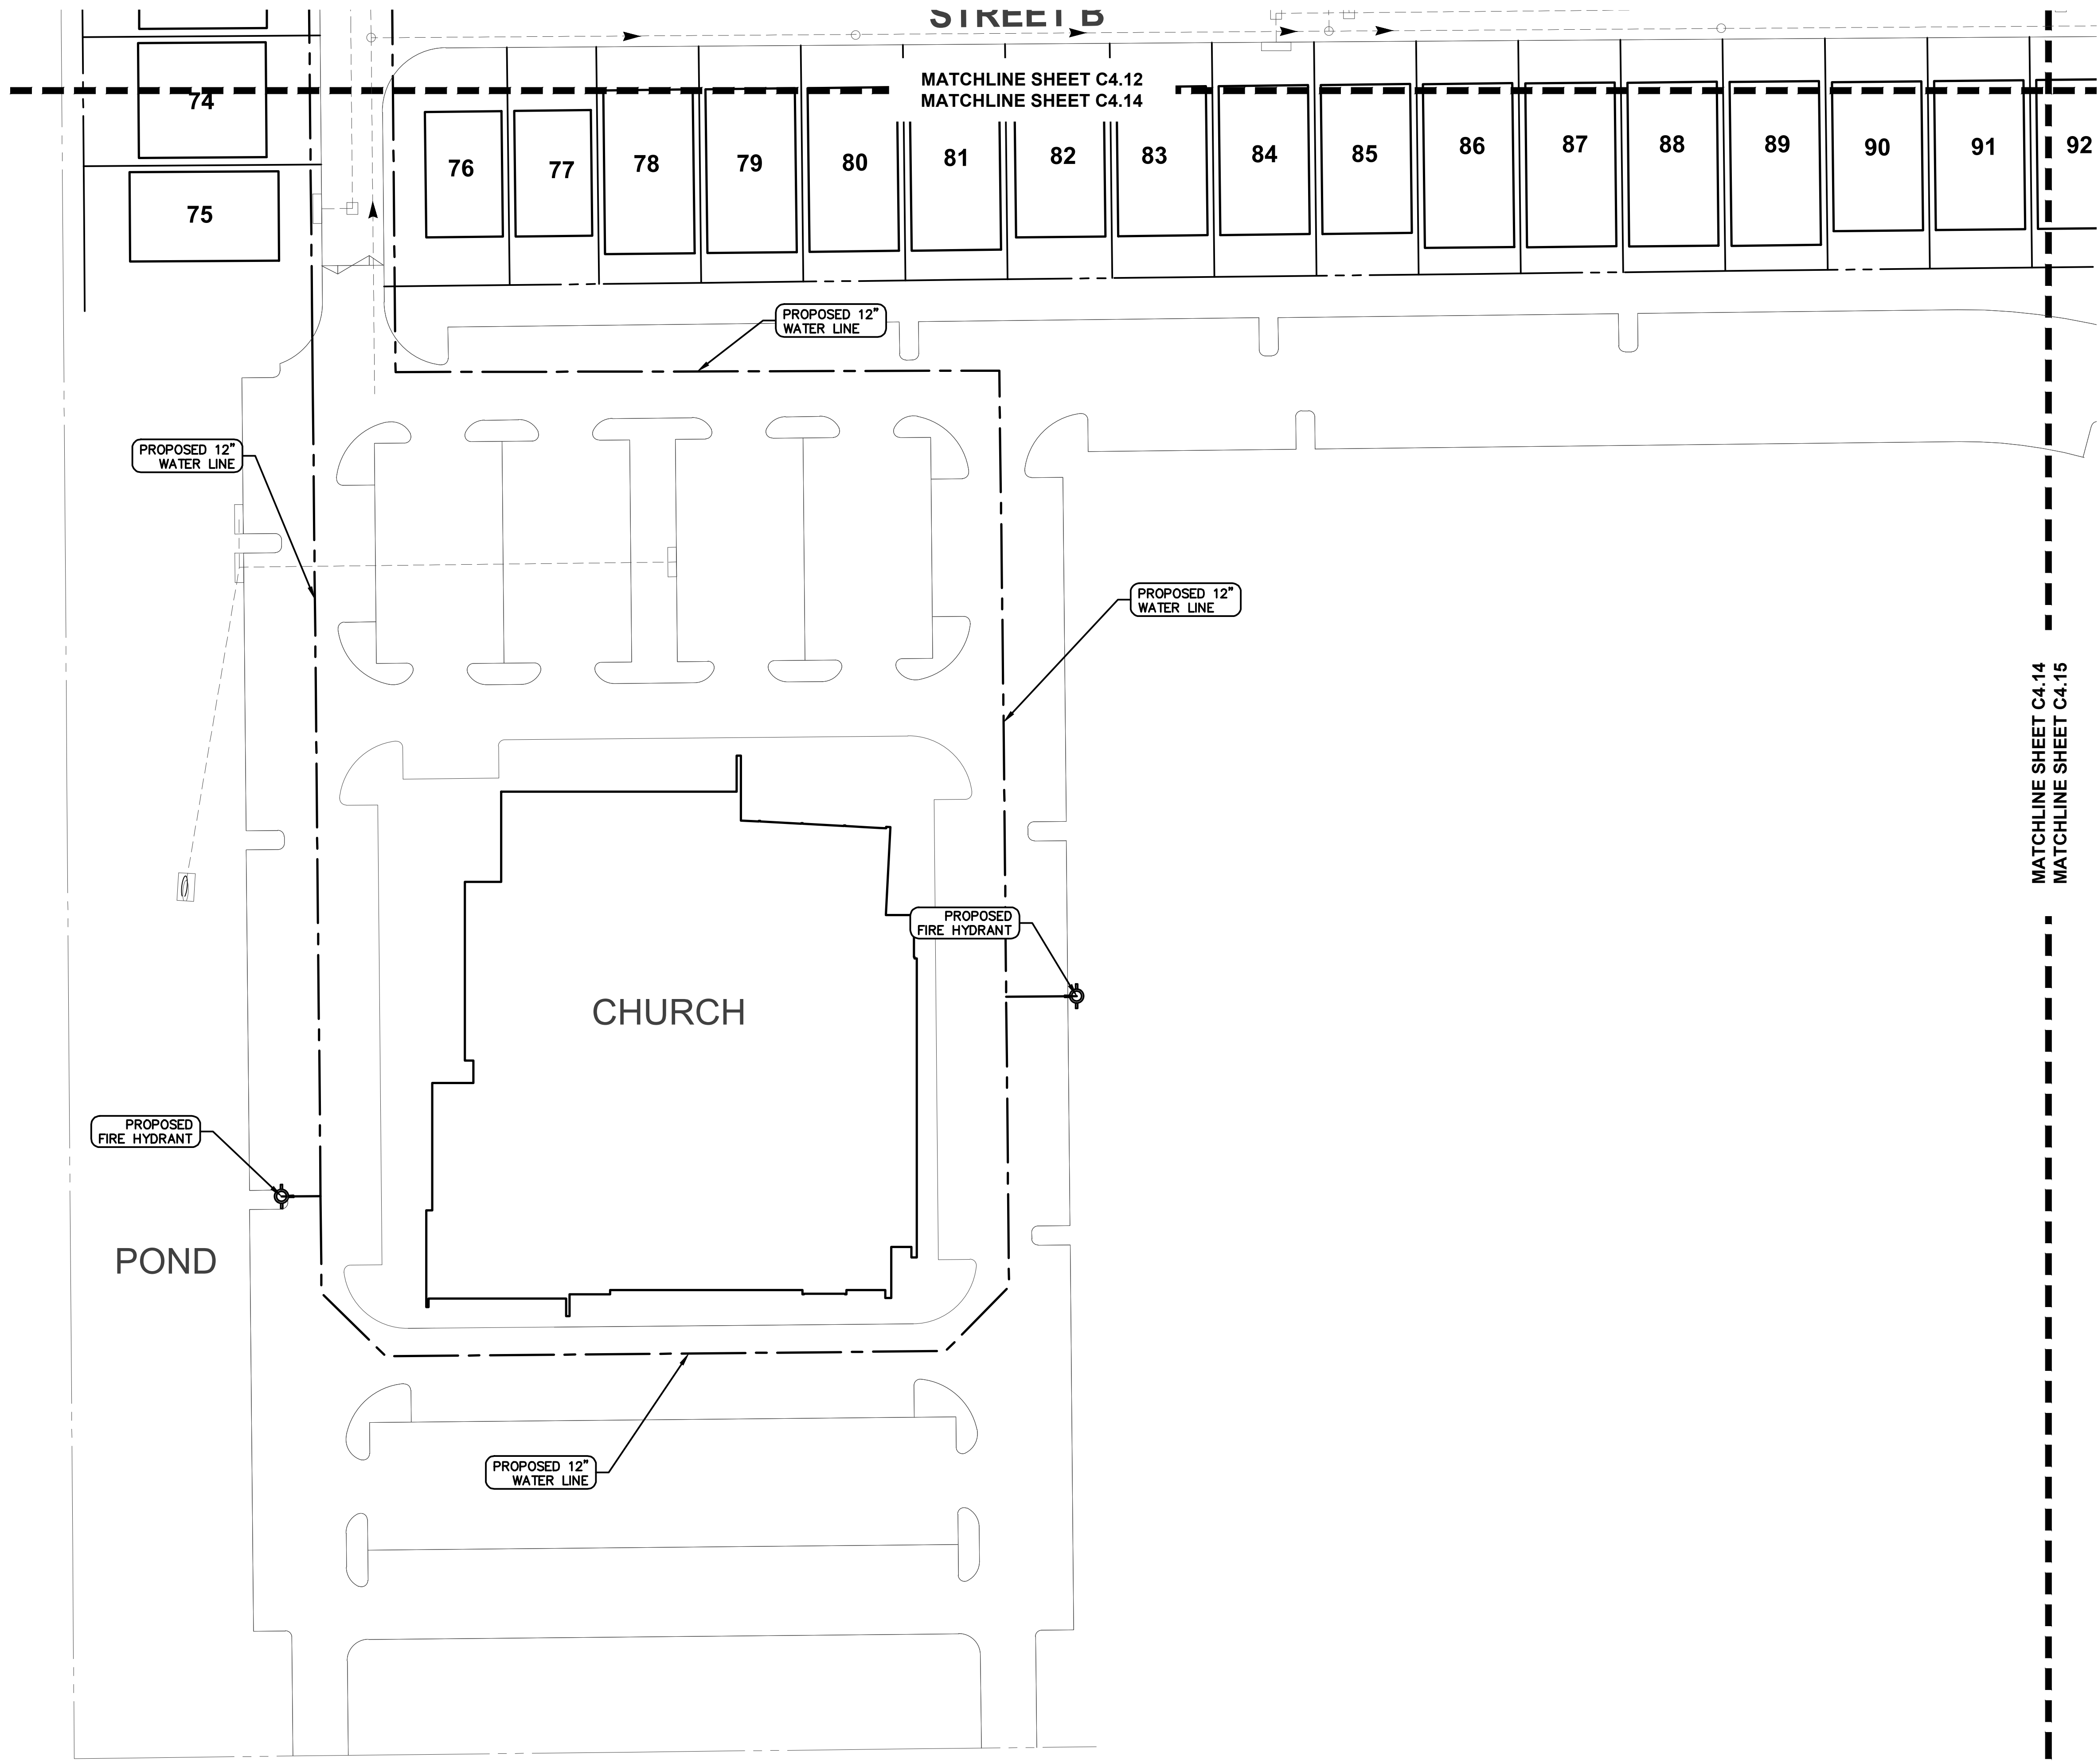 STREET B
MATCHLINE SHEET C4.12
MATCHLINE SHEET C4.14
74
75
76
77
78
79
80
81
82
83
84
85
86
87
88
89
90
91
92
PROPOSED 12"
WATER LINE
PROPOSED 12"
WATER LINE
PROPOSED 12"
WATER LINE
MATCHLINE SHEET C4.14
MATCHLINE SHEET C4.15
PROPOSED
FIRE HYDRANT
CHURCH
PROPOSED
FIRE HYDRANT
POND
PROPOSED 12"
WATER LINE